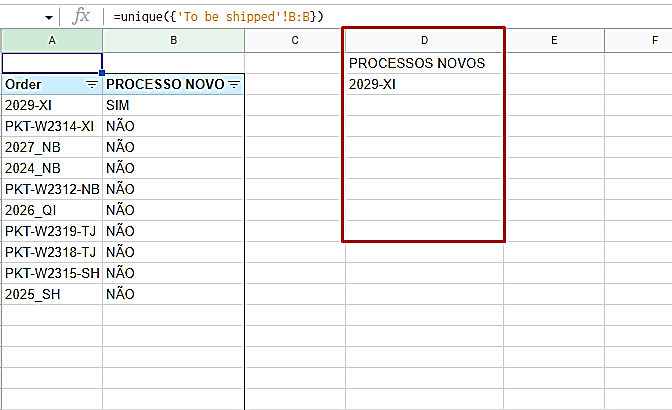 fx =unique({'To be shipped'!B:B})
A B C D E F
PROCESSOS NOVOS
Order PROCESSO NOVO 2029-XI
2029-XI SIM
PKT-W2314-XI NÃO
2027_NB NÃO
2024_NB NÃO
PKT-W2312-NB NÃO
2026_QI NÃO
PKT-W2319-TJ NÃO
PKT-W2318-TJ NÃO
PKT-W2315-SH NÃO
2025_SH NÃO